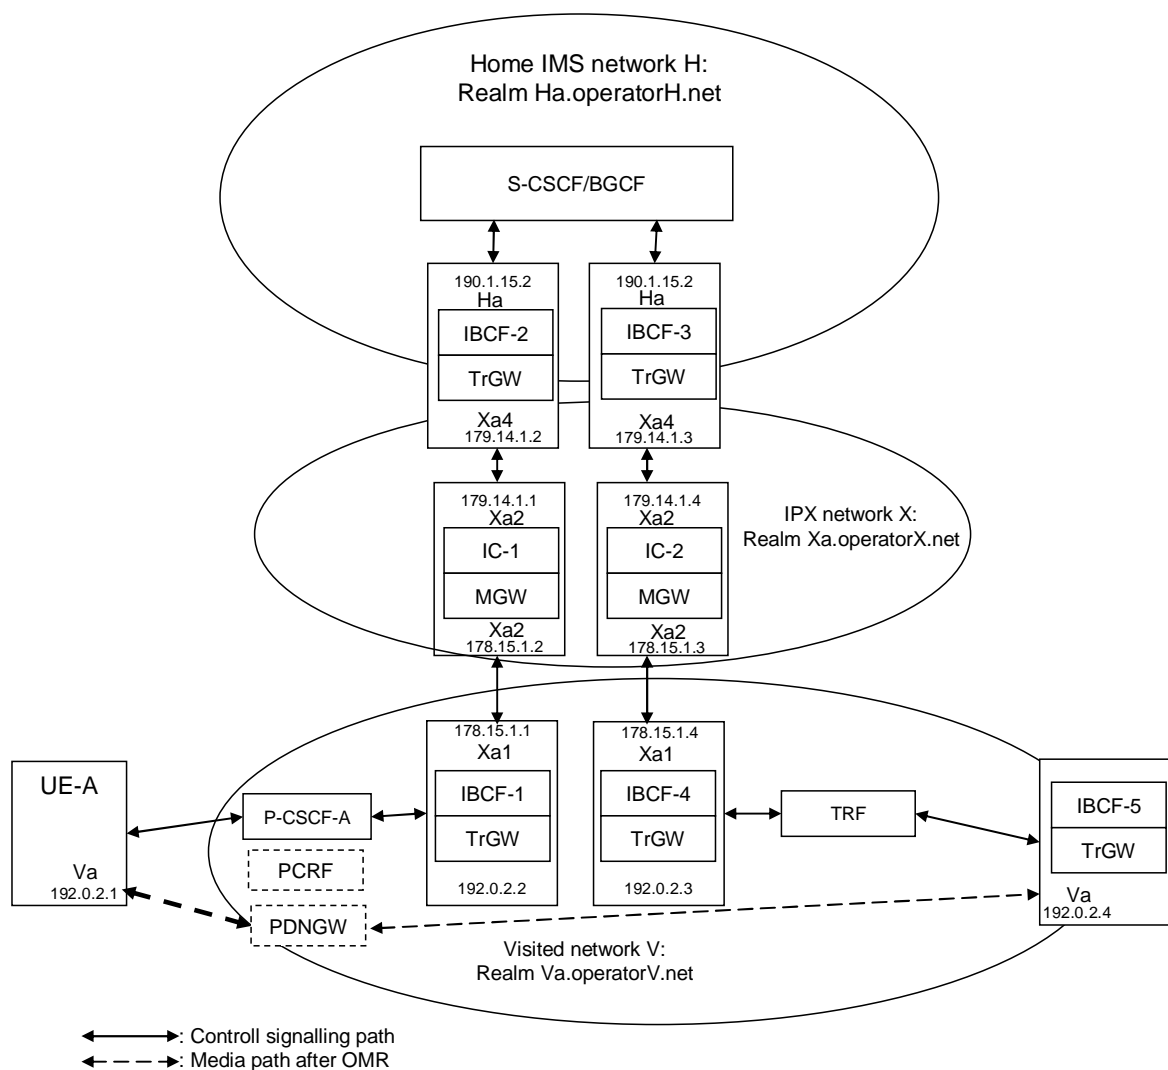 Home IMS network H:
Realm Ha.operatorH.net
S-CSCF/BGCF
190.1.15.2
Ha
IBCF-2
TrGW
Xa4
179.14.1.2
190.1.15.2
Ha
IBCF-3
TrGW
Xa4
179.14.1.3
179.14.1.1
Xa2
IC-1
MGW
Xa2
178.15.1.2
179.14.1.4
Xa2
IC-2
MGW
Xa2
178.15.1.3
IPX network X:
Realm Xa.operatorX.net
UE-A
Va
192.0.2.1
P-CSCF-A
PCRF
PDNGW
178.15.1.1
Xa1
IBCF-1
TrGW
192.0.2.2
178.15.1.4
Xa1
IBCF-4
TrGW
192.0.2.3
TRF
IBCF-5
TrGW
Va
192.0.2.4
Visited network V:
Realm Va.operatorV.net
: Controll signalling path
: Media path after OMR